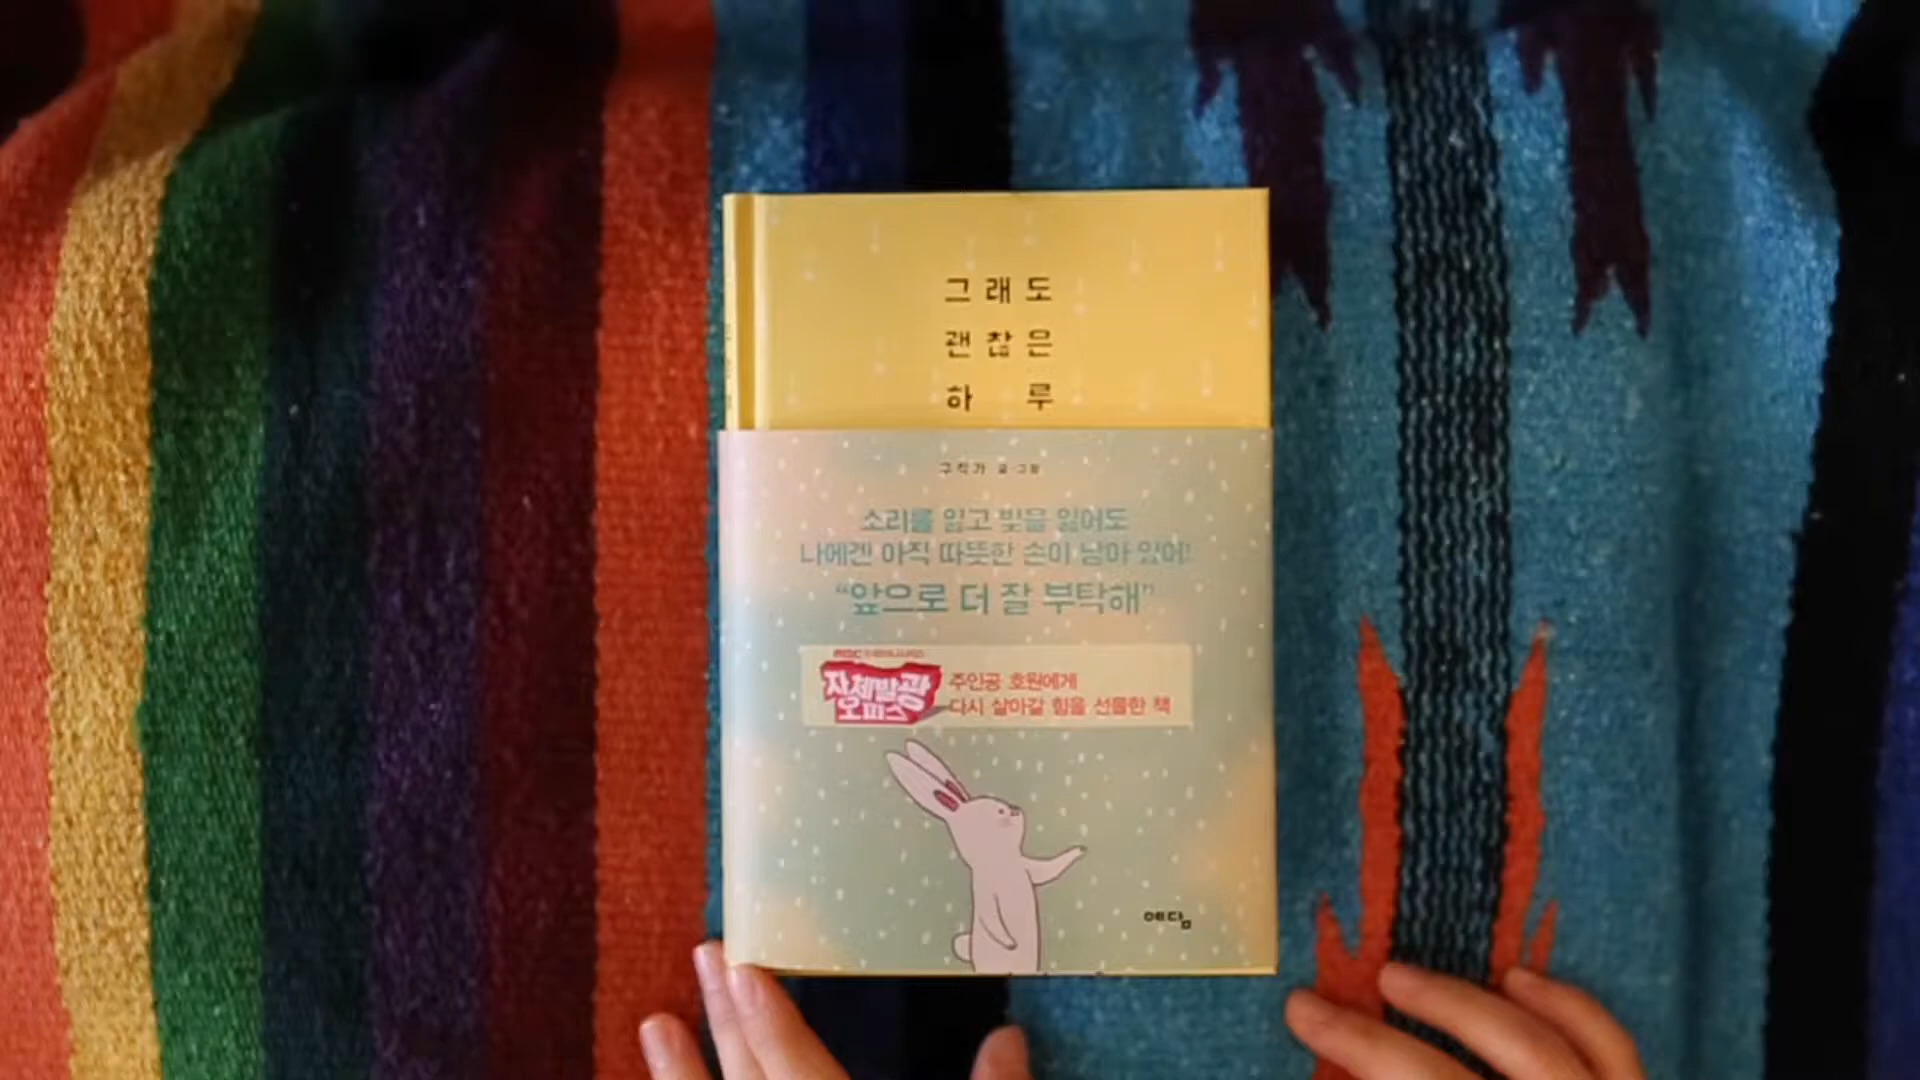 그래도
괜찮은
하루
구작가 글·그림
소리를 잃고 빛을 잃어도
나에겐 아직 따뜻한 손이 남아 있어!
“앞으로 더 잘 부탁해”
MBC
자체발광
오피스
주인공 호원에게
다시 살아갈 힘을 선물한 책
예담